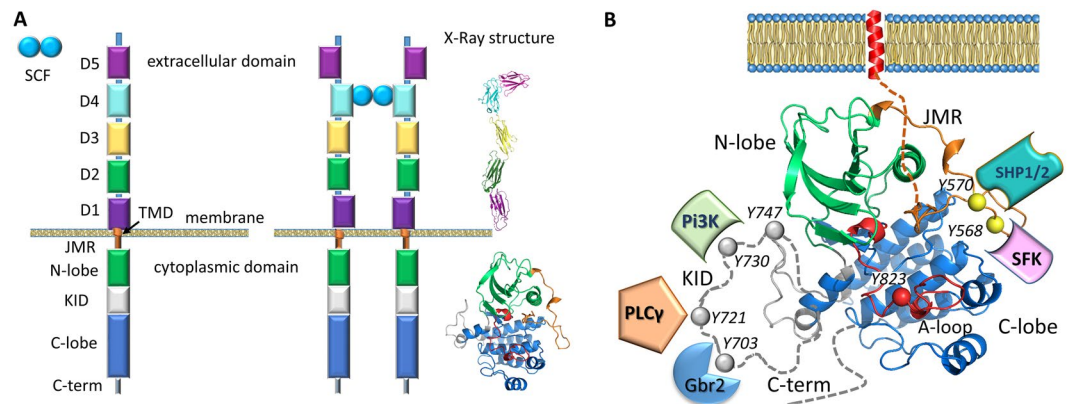 A
SCF
D5
extracellular domain
D4
D3
D2
D1
TMD
membrane
JMR
N-lobe
cytoplasmic domain
KID
C-lobe
C-term
X-Ray structure
B
JMR
N-lobe
SHP1/2
Y570
Pi3K
Y747
Y568
SFK
Y730
KID
Y823
PLCγ
Y721
A-loop
C-lobe
Y703
Gbr2
C-term